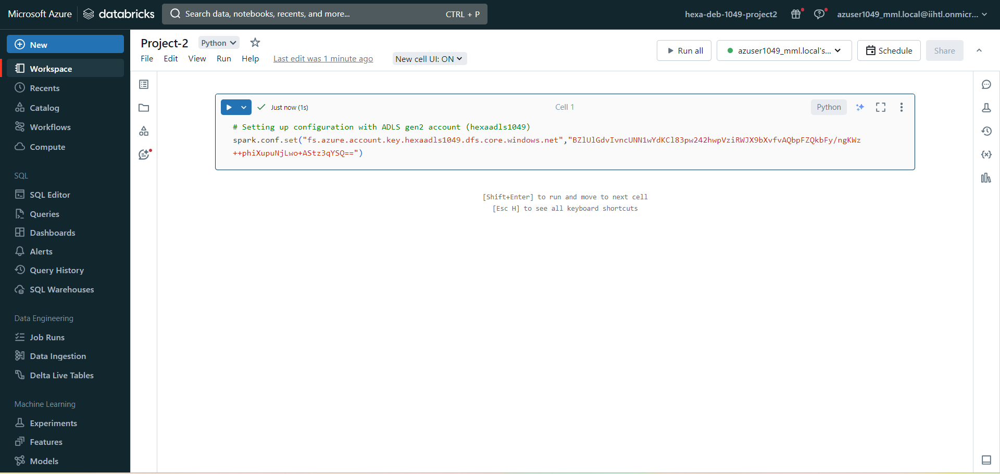 Microsoft Azure databricks Search data, notebooks, recents, and more... CTRL + P hexa-deb-1049-project2 azuser1049_mml.local@iihtl.onmicr...
New
Workspace
Recents
Catalog
Workflows
Compute
SQL
SQL Editor
Queries
Dashboards
Alerts
Query History
SQL Warehouses
Data Engineering
Job Runs
Data Ingestion
Delta Live Tables
Machine Learning
Experiments
Features
Models
Project-2 Python
File Edit View Run Help Last edit was 1 minute ago New cell UI: ON
Run all azuser1049_mml.local's... Schedule Share
Just now (1s) Cell 1 Python
# Setting up configuration with ADLS gen2 account (hexaadls1049)
spark.conf.set("fs.azure.account.key.hexaadls1049.dfs.core.windows.net","BZlUlGdvIvncUNN1wYdKCl83pw242hwpVziRWJX9bXvfvAQbpFZQkbFy/ngKWz
++phiXupuNjLwo+AStz3qYSQ==")
[Shift+Enter] to run and move to next cell
[Esc H] to see all keyboard shortcuts